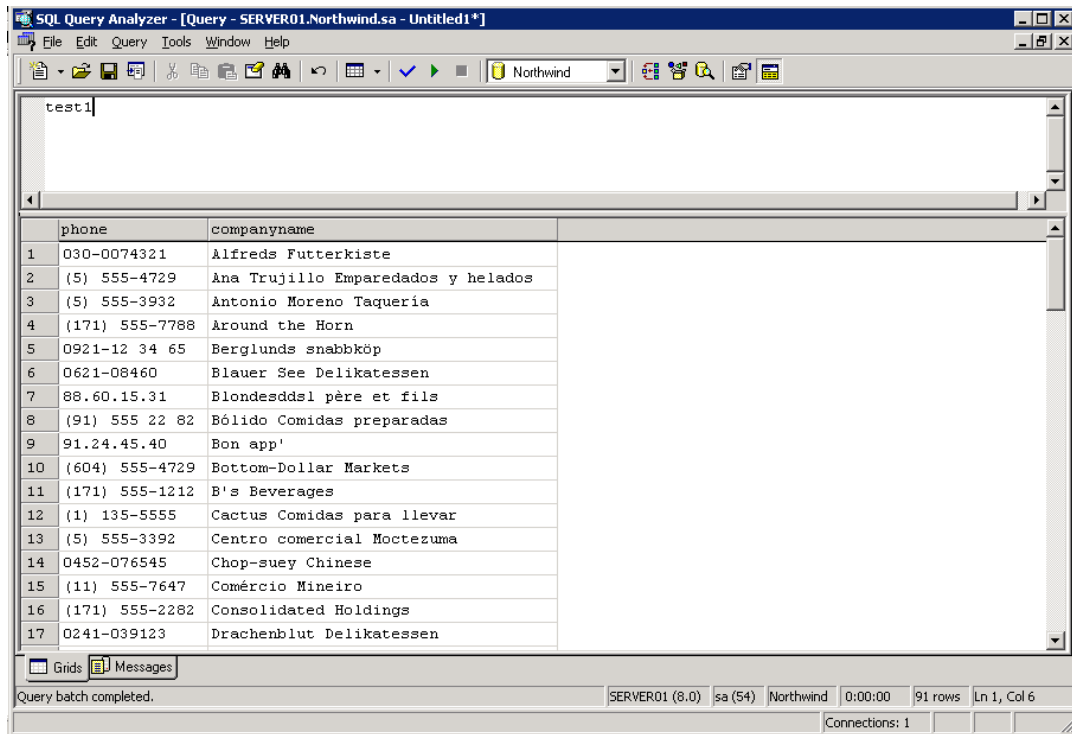 SQL Query Analyzer - [Query - SERVER01.Northwind.sa - Untitled1*]
File Edit Query Tools Window Help
Northwind
test1
phone companyname
1 030-0074321 Alfreds Futterkiste
2 (5) 555-4729 Ana Trujillo Emparedados y helados
3 (5) 555-3932 Antonio Moreno Taquería
4 (171) 555-7788 Around the Horn
5 0921-12 34 65 Berglunds snabbköp
6 0621-08460 Blauer See Delikatessen
7 88.60.15.31 Blondesddsl père et fils
8 (91) 555 22 82 Bólido Comidas preparadas
9 91.24.45.40 Bon app'
10 (604) 555-4729 Bottom-Dollar Markets
11 (171) 555-1212 B's Beverages
12 (1) 135-5555 Cactus Comidas para llevar
13 (5) 555-3392 Centro comercial Moctezuma
14 0452-076545 Chop-suey Chinese
15 (11) 555-7647 Comércio Mineiro
16 (171) 555-2282 Consolidated Holdings
17 0241-039123 Drachenblut Delikatessen
Grids Messages
Query batch completed. SERVER01 (8.0) sa (54) Northwind 0:00:00 91 rows Ln 1, Col 6
Connections: 1